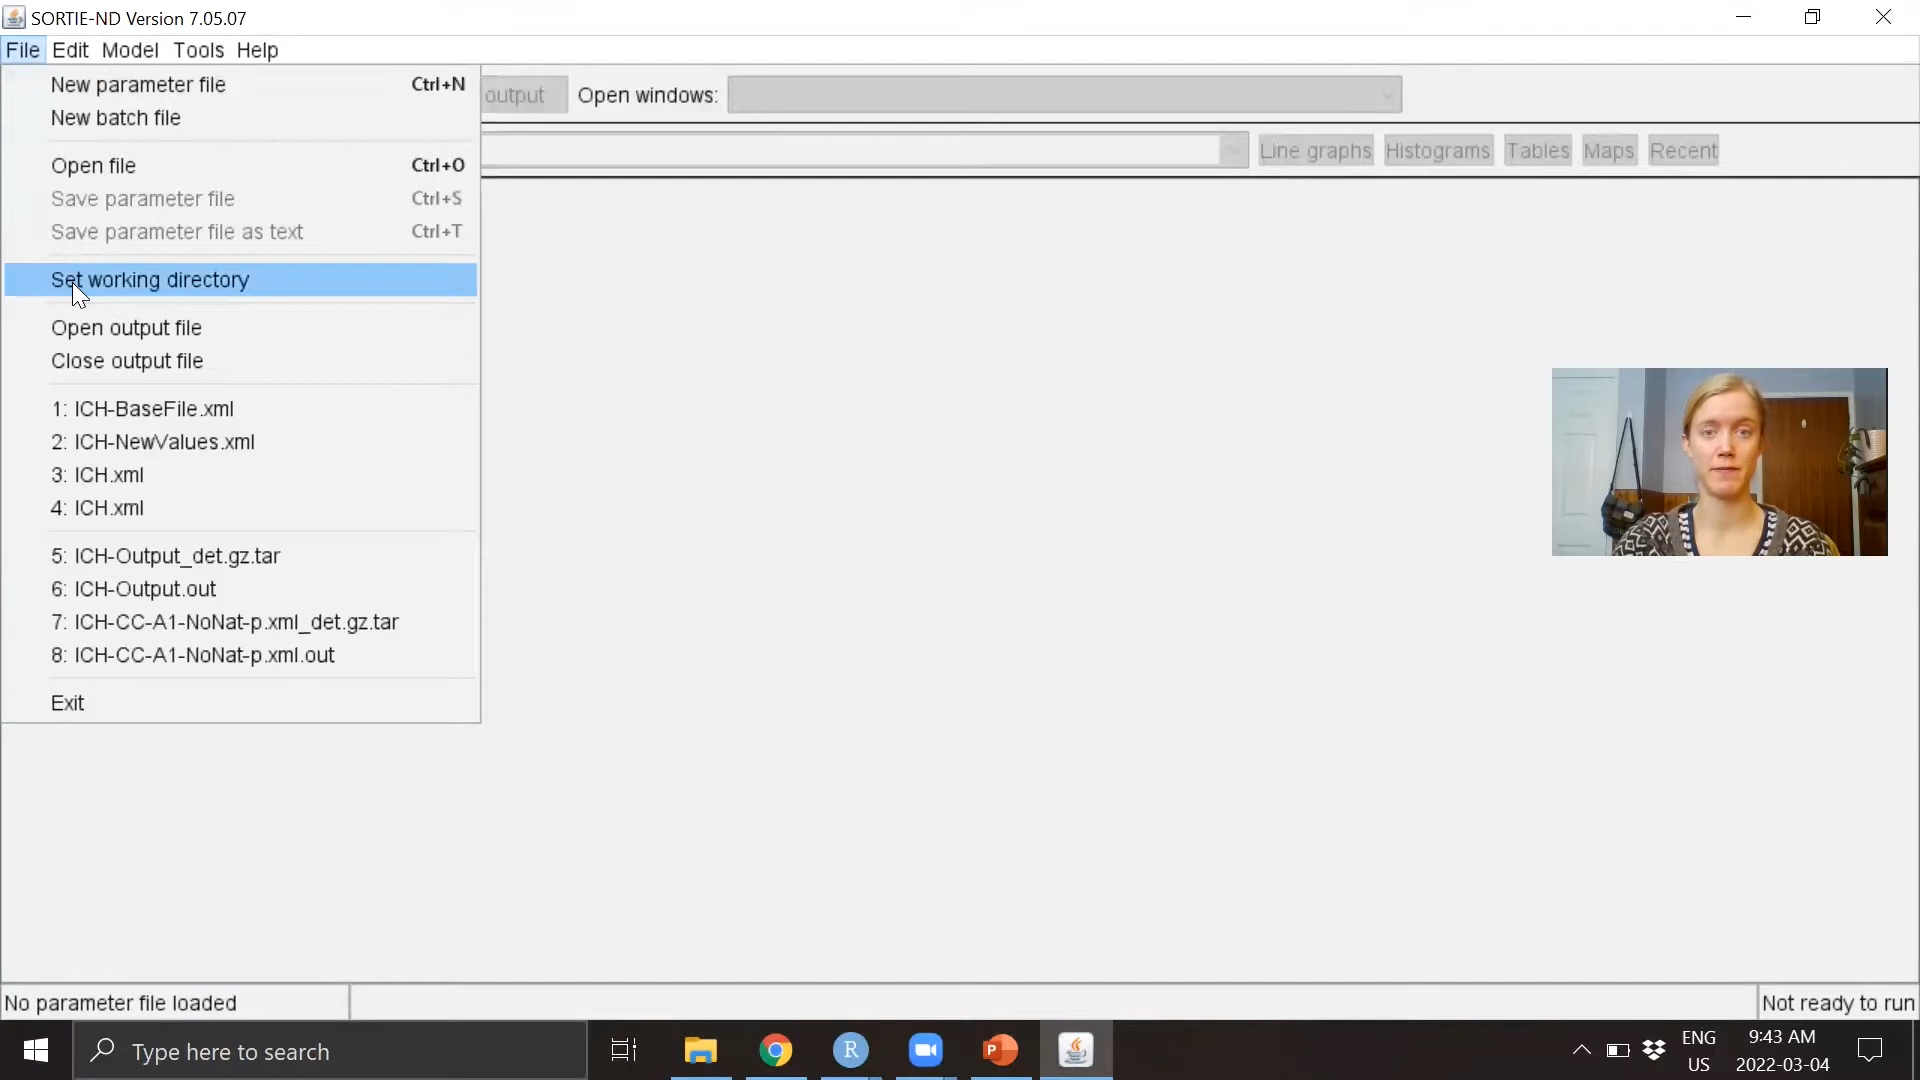 SORTIE-ND Version 7.05.07
File Edit Model Tools Help
New parameter file Ctrl+N
New batch file
Open file Ctrl+O
Save parameter file Ctrl+S
Save parameter file as text Ctrl+T
Set working directory
Open output file
Close output file
1: ICH-BaseFile.xml
2: ICH-NewValues.xml
3: ICH.xml
4: ICH.xml
5: ICH-Output_det.gz.tar
6: ICH-Output.out
7: ICH-CC-A1-NoNat-p.xml_det.gz.tar
8: ICH-CC-A1-NoNat-p.xml.out
Exit
output Open windows:
Line graphs Histograms Tables Maps Recent
No parameter file loaded
Not ready to run
Type here to search
R
P
ENG
US
9:43 AM
2022-03-04